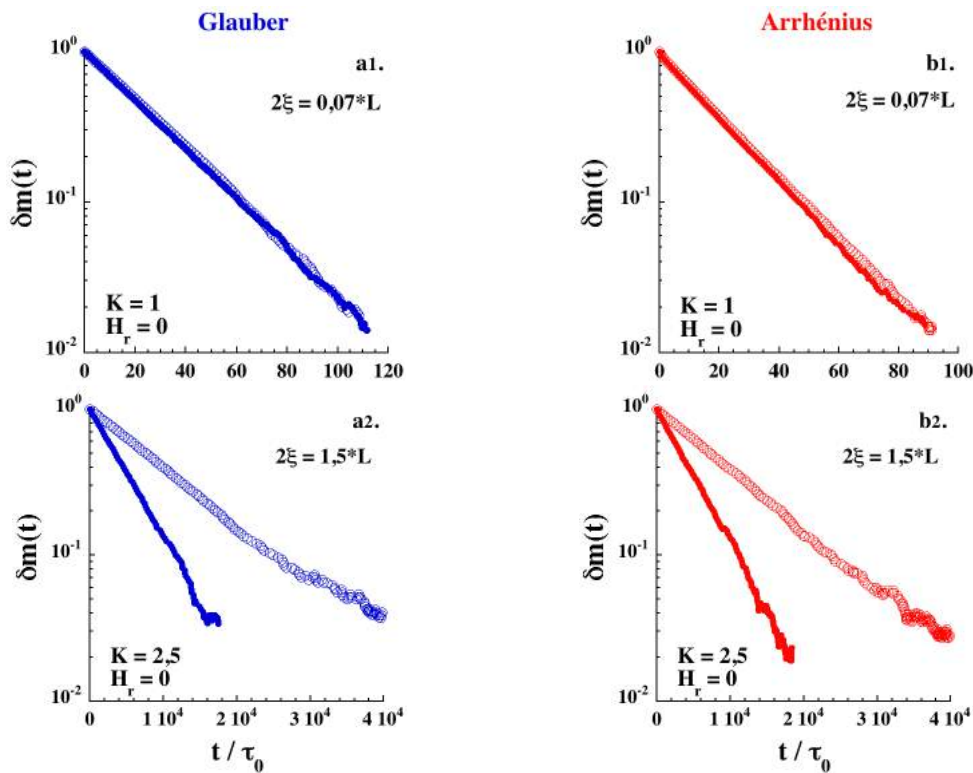 Glauber
Arrhénius
10^0
a1.
2ξ = 0,07*L
δm(t)
10^-1
K = 1
H_r = 0
10^-2
0 20 40 60 80 100 120
10^0
b1.
2ξ = 0,07*L
δm(t)
10^-1
K = 1
H_r = 0
10^-2
0 20 40 60 80 100
10^0
a2.
2ξ = 1,5*L
δm(t)
10^-1
K = 2,5
H_r = 0
10^-2
0 1 10^4 2 10^4 3 10^4 4 10^4
t / τ_0
10^0
b2.
2ξ = 1,5*L
δm(t)
10^-1
K = 2,5
H_r = 0
10^-2
0 1 10^4 2 10^4 3 10^4 4 10^4
t / τ_0